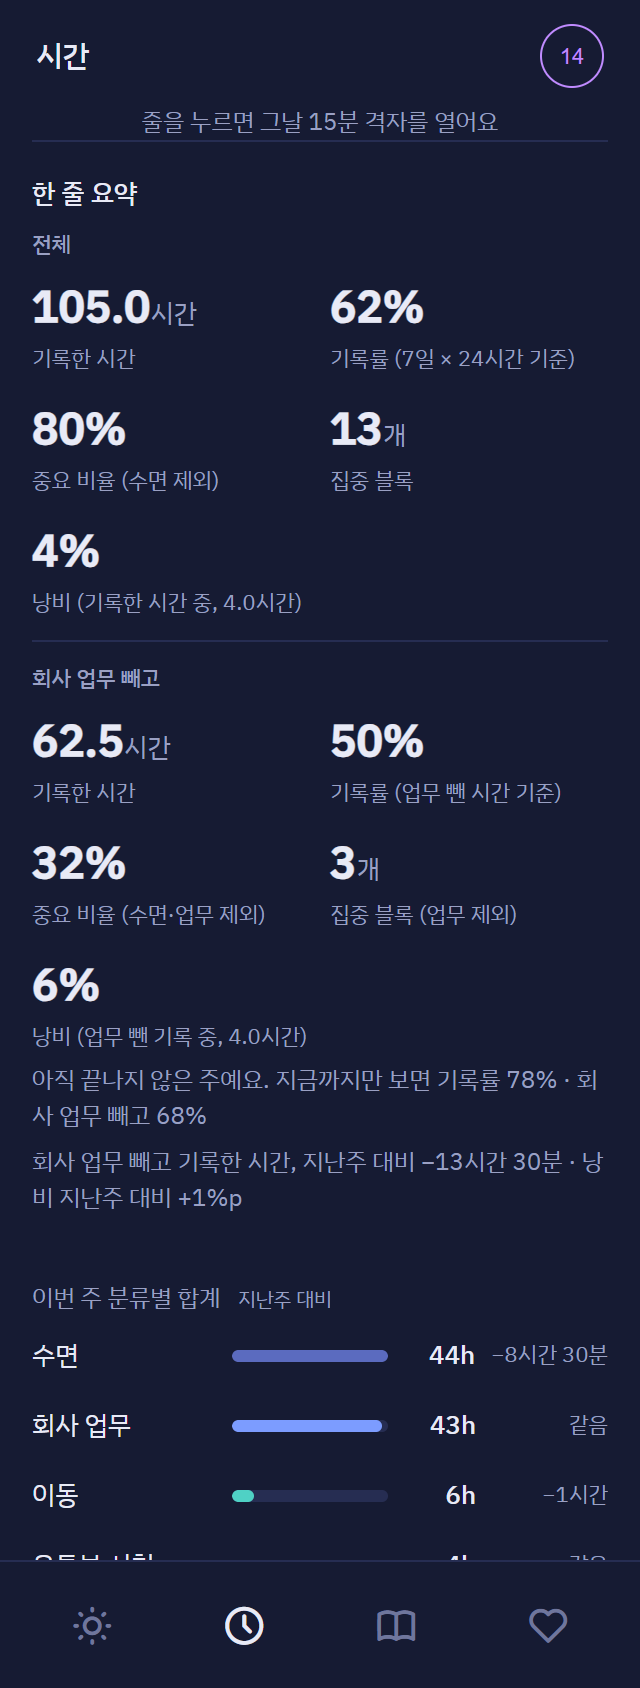 시간
14
줄을 누르면 그날 15분 격자를 열어요
한 줄 요약
전체
105.0시간
62%
기록한 시간
기록률 (7일 × 24시간 기준)
80%
13개
중요 비율 (수면 제외)
집중 블록
4%
낭비 (기록한 시간 중, 4.0시간)
회사 업무 빼고
62.5시간
50%
기록한 시간
기록률 (업무 뺀 시간 기준)
32%
3개
중요 비율 (수면·업무 제외)
집중 블록 (업무 제외)
6%
낭비 (업무 뺀 기록 중, 4.0시간)
아직 끝나지 않은 주예요. 지금까지만 보면 기록률 78% · 회
사 업무 빼고 68%
회사 업무 빼고 기록한 시간, 지난주 대비 −13시간 30분 · 낭
비 지난주 대비 +1%p
이번 주 분류별 합계 지난주 대비
수면 44h −8시간 30분
회사 업무 43h 같음
이동 6h −1시간